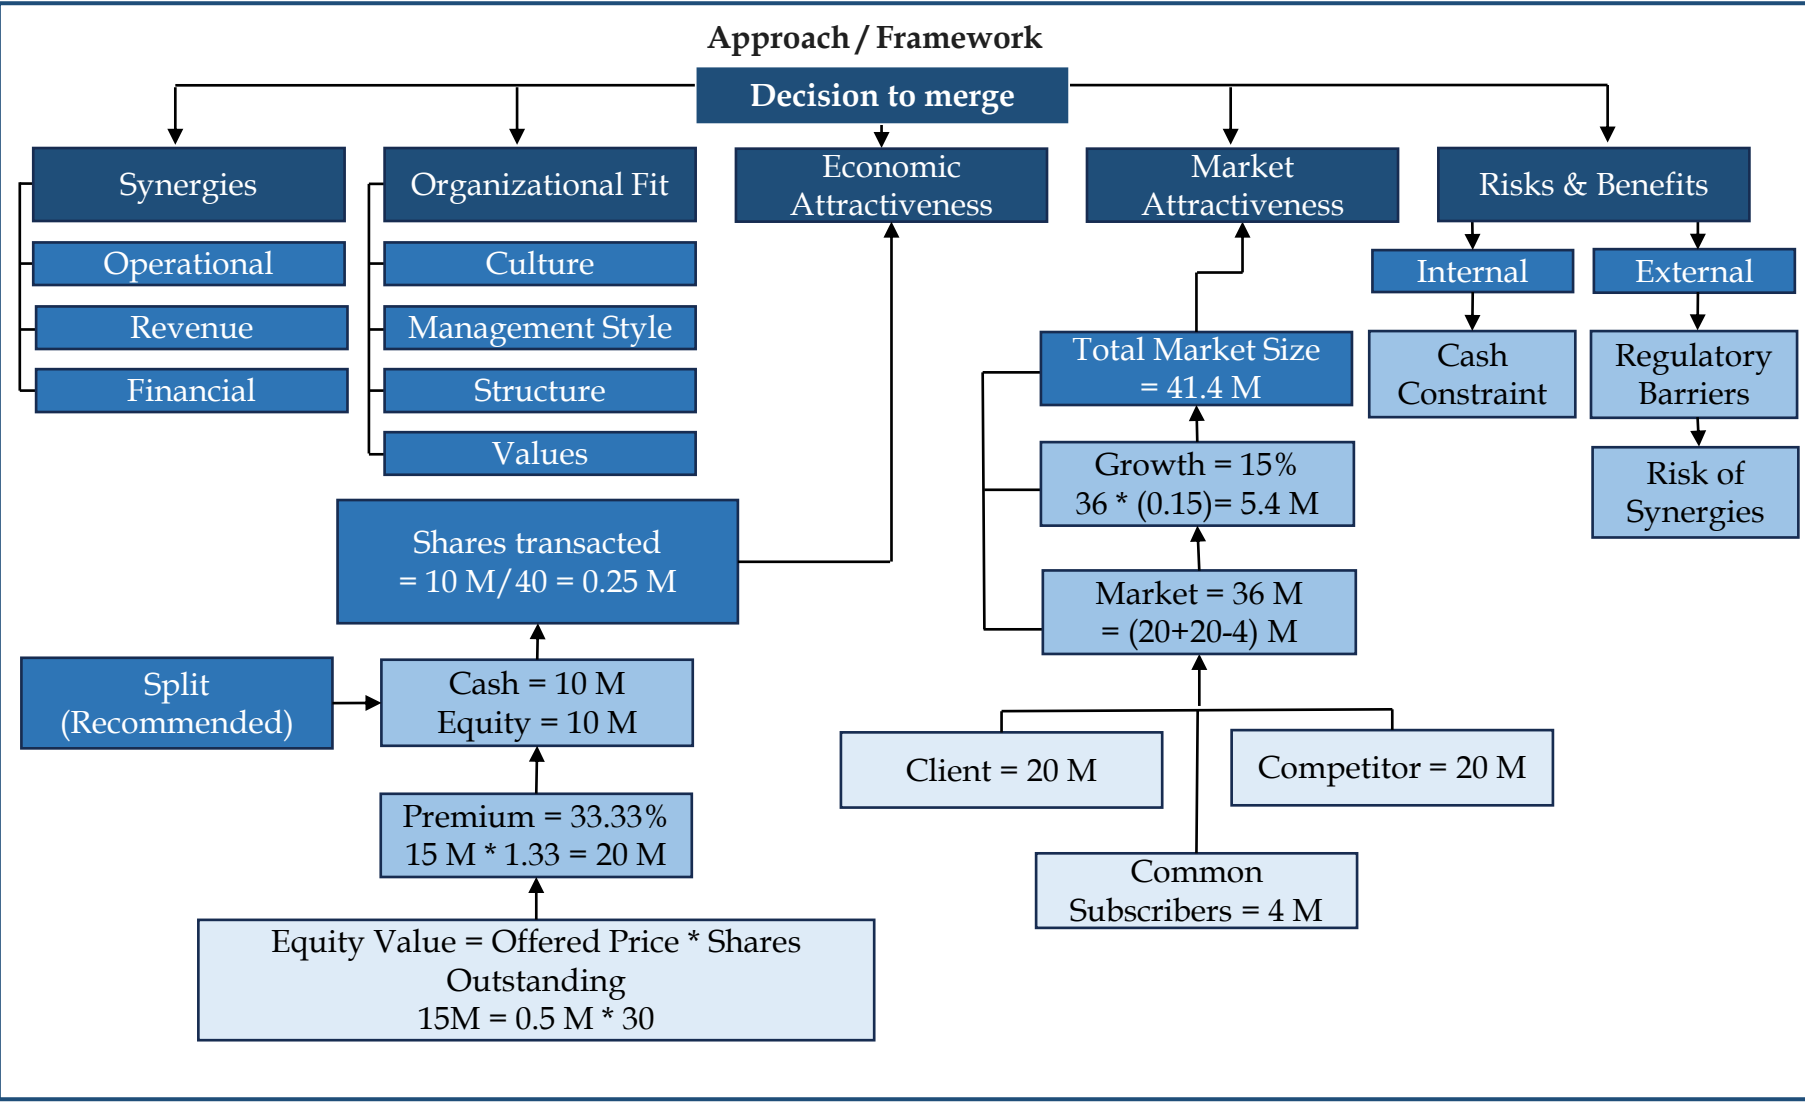 Approach / Framework
Decision to merge
Synergies
Operational
Revenue
Financial
Organizational Fit
Culture
Management Style
Structure
Values
Economic
Attractiveness
Shares transacted
= 10 M/40 = 0.25 M
Split
(Recommended)
Cash = 10 M
Equity = 10 M
Premium = 33.33%
15 M * 1.33 = 20 M
Equity Value = Offered Price * Shares
Outstanding
15M = 0.5 M * 30
Market
Attractiveness
Total Market Size
= 41.4 M
Growth = 15%
36 * (0.15)= 5.4 M
Market = 36 M
= (20+20-4) M
Client = 20 M
Competitor = 20 M
Common
Subscribers = 4 M
Risks & Benefits
Internal
Cash
Constraint
External
Regulatory
Barriers
Risk of
Synergies